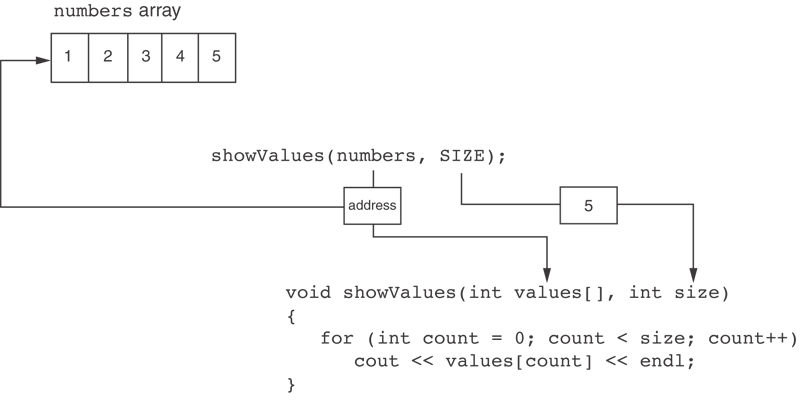 numbers array
1 2 3 4 5
showValues(numbers, SIZE);
address
5
void showValues(int values[], int size)
{
for (int count = 0; count < size; count++)
cout << values[count] << endl;
}